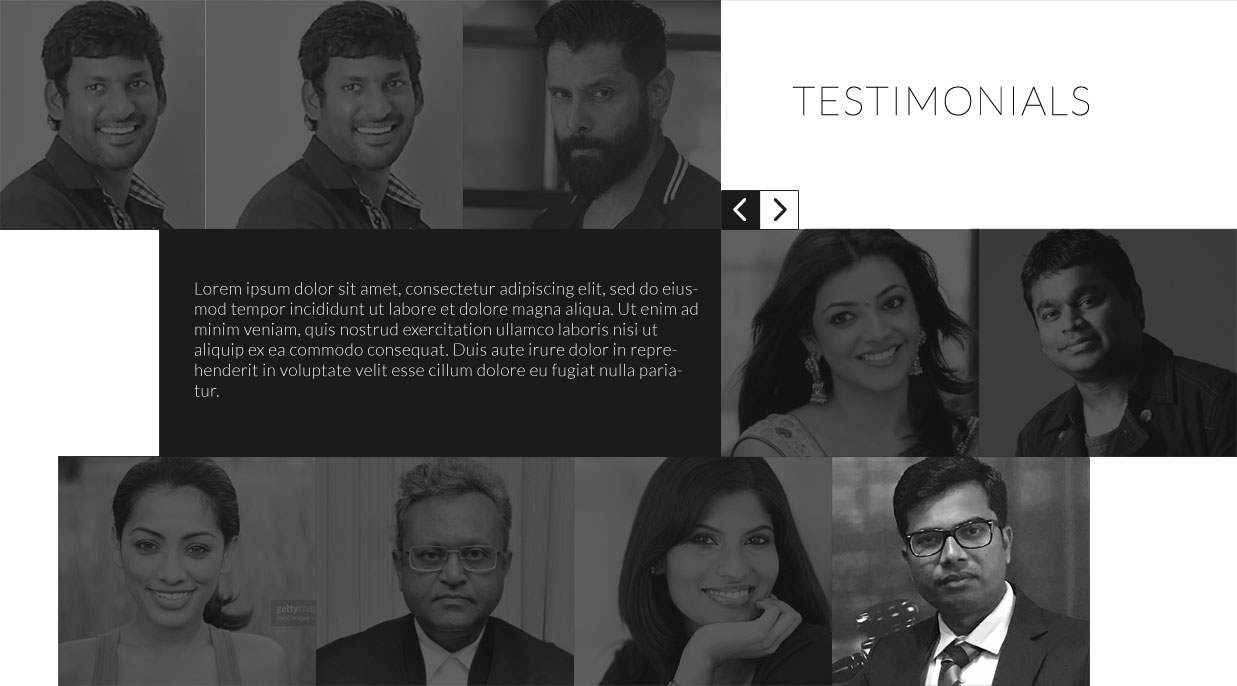 TESTIMONIALS
Lorem ipsum dolor sit amet, consectetur adipiscing elit, sed do eius-
mod tempor incididunt ut labore et dolore magna aliqua. Ut enim ad
minim veniam, quis nostrud exercitation ullamco laboris nisi ut
aliquip ex ea commodo consequat. Duis aute irure dolor in repre-
henderit in voluptate velit esse cillum dolore eu fugiat nulla paria-
tur.
gettyimag